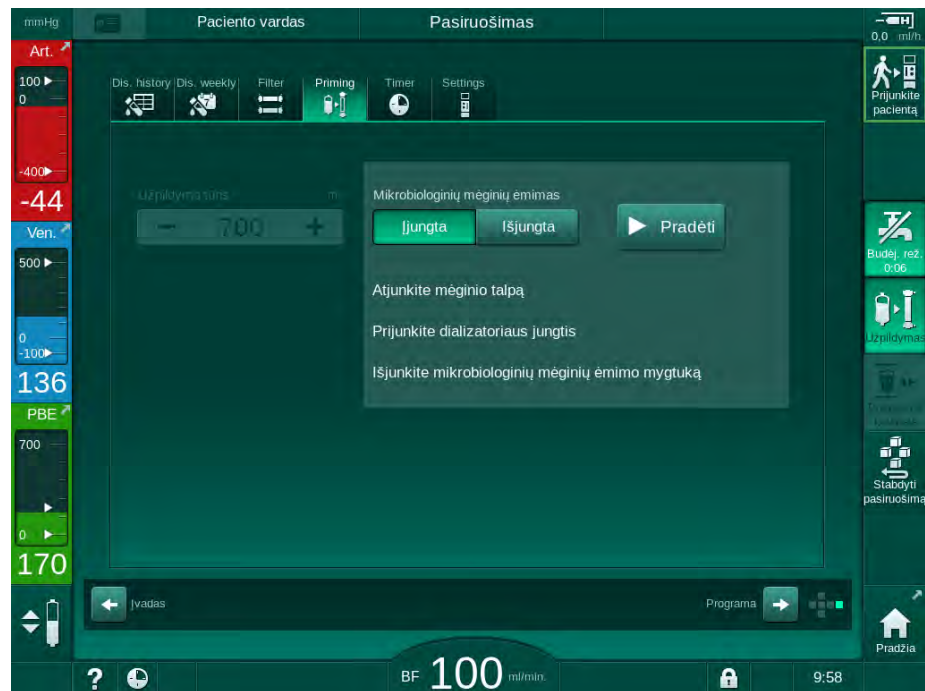 mmHg
Paciento vardas
Pasiruošimas
0,0 ml/h
Art.
100
0
-400
-44
Ven.
500
0
-100
136
PBE
700
0
170
Dis. history
Dis. weekly
Filter
Priming
Timer
Settings
Užpildymo tūris
700
Mikrobiologinių mėginių ėmimas
Įjungta
Išjungta
Pradėti
Atjunkite mėginio talpą
Prijunkite dializatoriaus jungtis
Išjunkite mikrobiologinių mėginių ėmimo mygtuką
Prijunkite
pacientą
Budėj. rež.
0:06
Užpildymas
Stabdyti
pasiruošimą
Įvadas
Programa
Pradžia
? BF 100 ml/min.
9:58